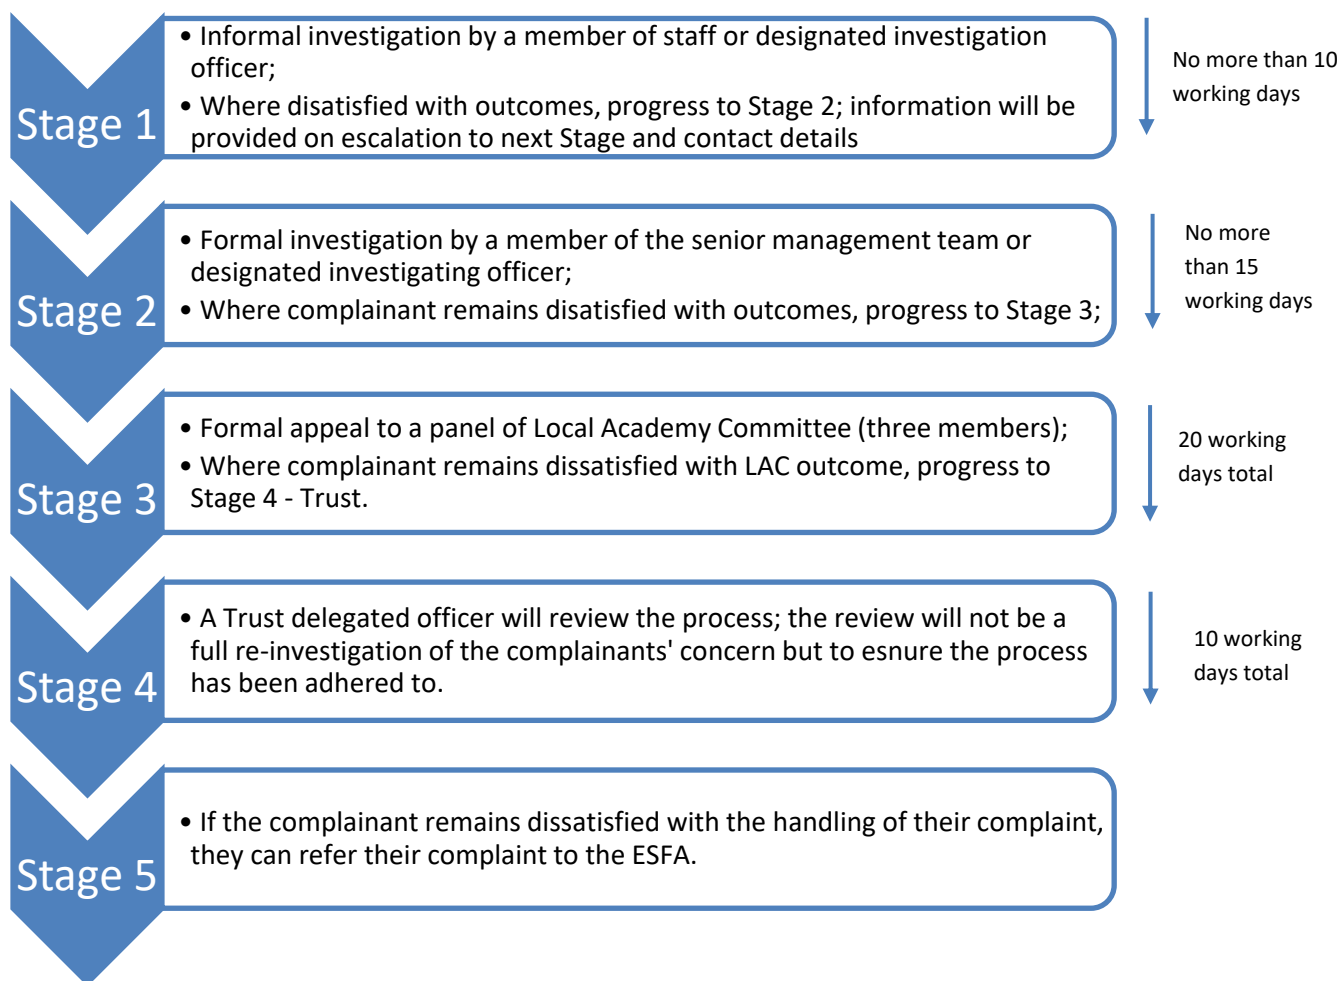 Stage 1
• Informal investigation by a member of staff or designated investigation
officer;
• Where disatisfied with outcomes, progress to Stage 2; information will be
provided on escalation to next Stage and contact details
No more than 10
working days
Stage 2
• Formal investigation by a member of the senior management team or
designated investigating officer;
• Where complainant remains disatisfied with outcomes, progress to Stage 3;
No more
than 15
working days
Stage 3
• Formal appeal to a panel of Local Academy Committee (three members);
• Where complainant remains dissatisfied with LAC outcome, progress to
Stage 4 - Trust.
20 working
days total
Stage 4
• A Trust delegated officer will review the process; the review will not be a
full re-investigation of the complainants' concern but to esnure the process
has been adhered to.
10 working
days total
Stage 5
• If the complainant remains dissatisfied with the handling of their complaint,
they can refer their complaint to the ESFA.